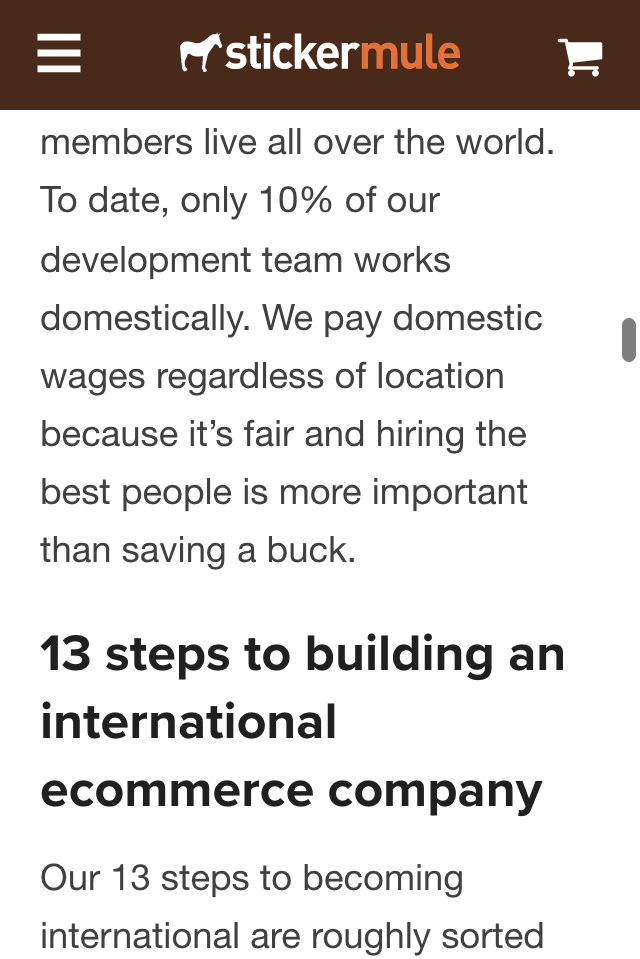 stickermule
members live all over the world.
To date, only 10% of our
development team works
domestically. We pay domestic
wages regardless of location
because it’s fair and hiring the
best people is more important
than saving a buck.
13 steps to building an
international
ecommerce company
Our 13 steps to becoming
international are roughly sorted